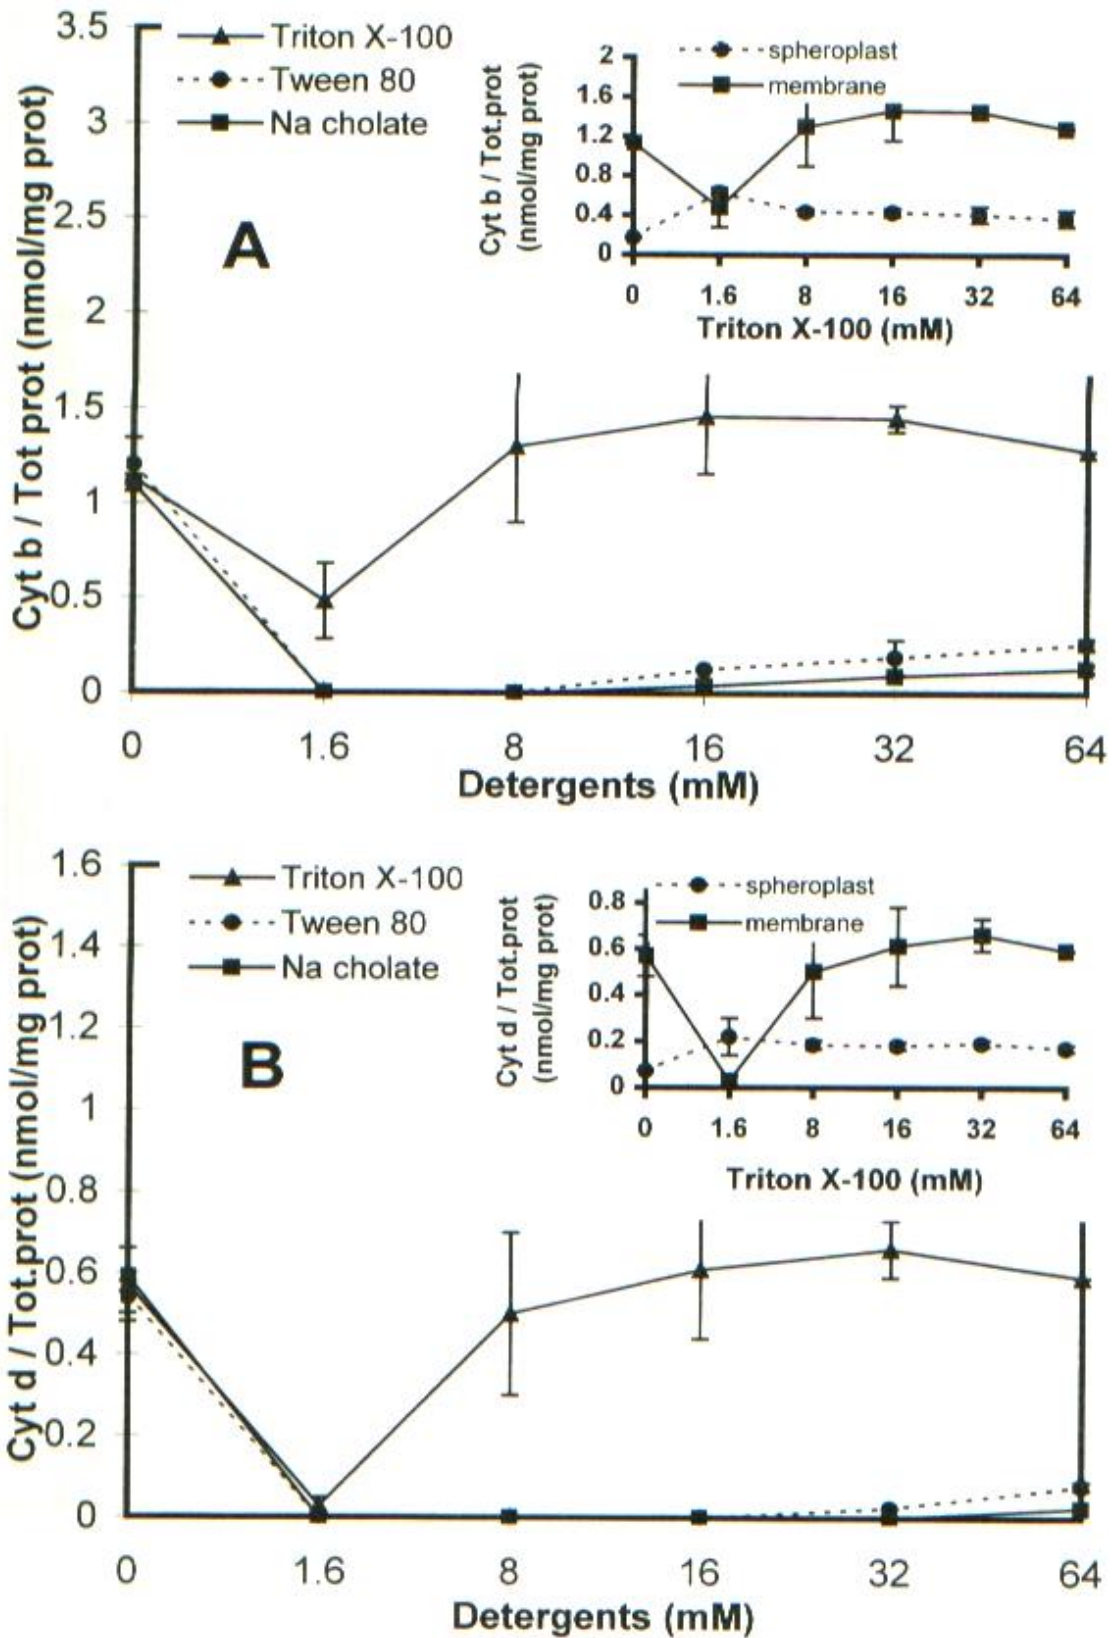 3.5
3
2.5
2
1.5
1
0.5
0
Cyt b / Tot prot (nmol/mg prot)
Triton X-100
Tween 80
Na cholate
A
2
1.6
1.2
0.8
0.4
0
Cyt b / Tot.prot
(nmol/mg prot)
spheroplast
membrane
0 1.6 8 16 32 64
Triton X-100 (mM)
0 1.6 8 16 32 64
Detergents (mM)
1.6
1.4
1.2
1
0.8
0.6
0.4
0.2
0
Cyt d / Tot.prot (nmol/mg prot)
Triton X-100
Tween 80
Na cholate
B
0.8
0.6
0.4
0.2
0
Cyt d / Tot.prot
(nmol/mg prot)
spheroplast
membrane
0 1.6 8 16 32 64
Triton X-100 (mM)
0 1.6 8 16 32 64
Detergents (mM)